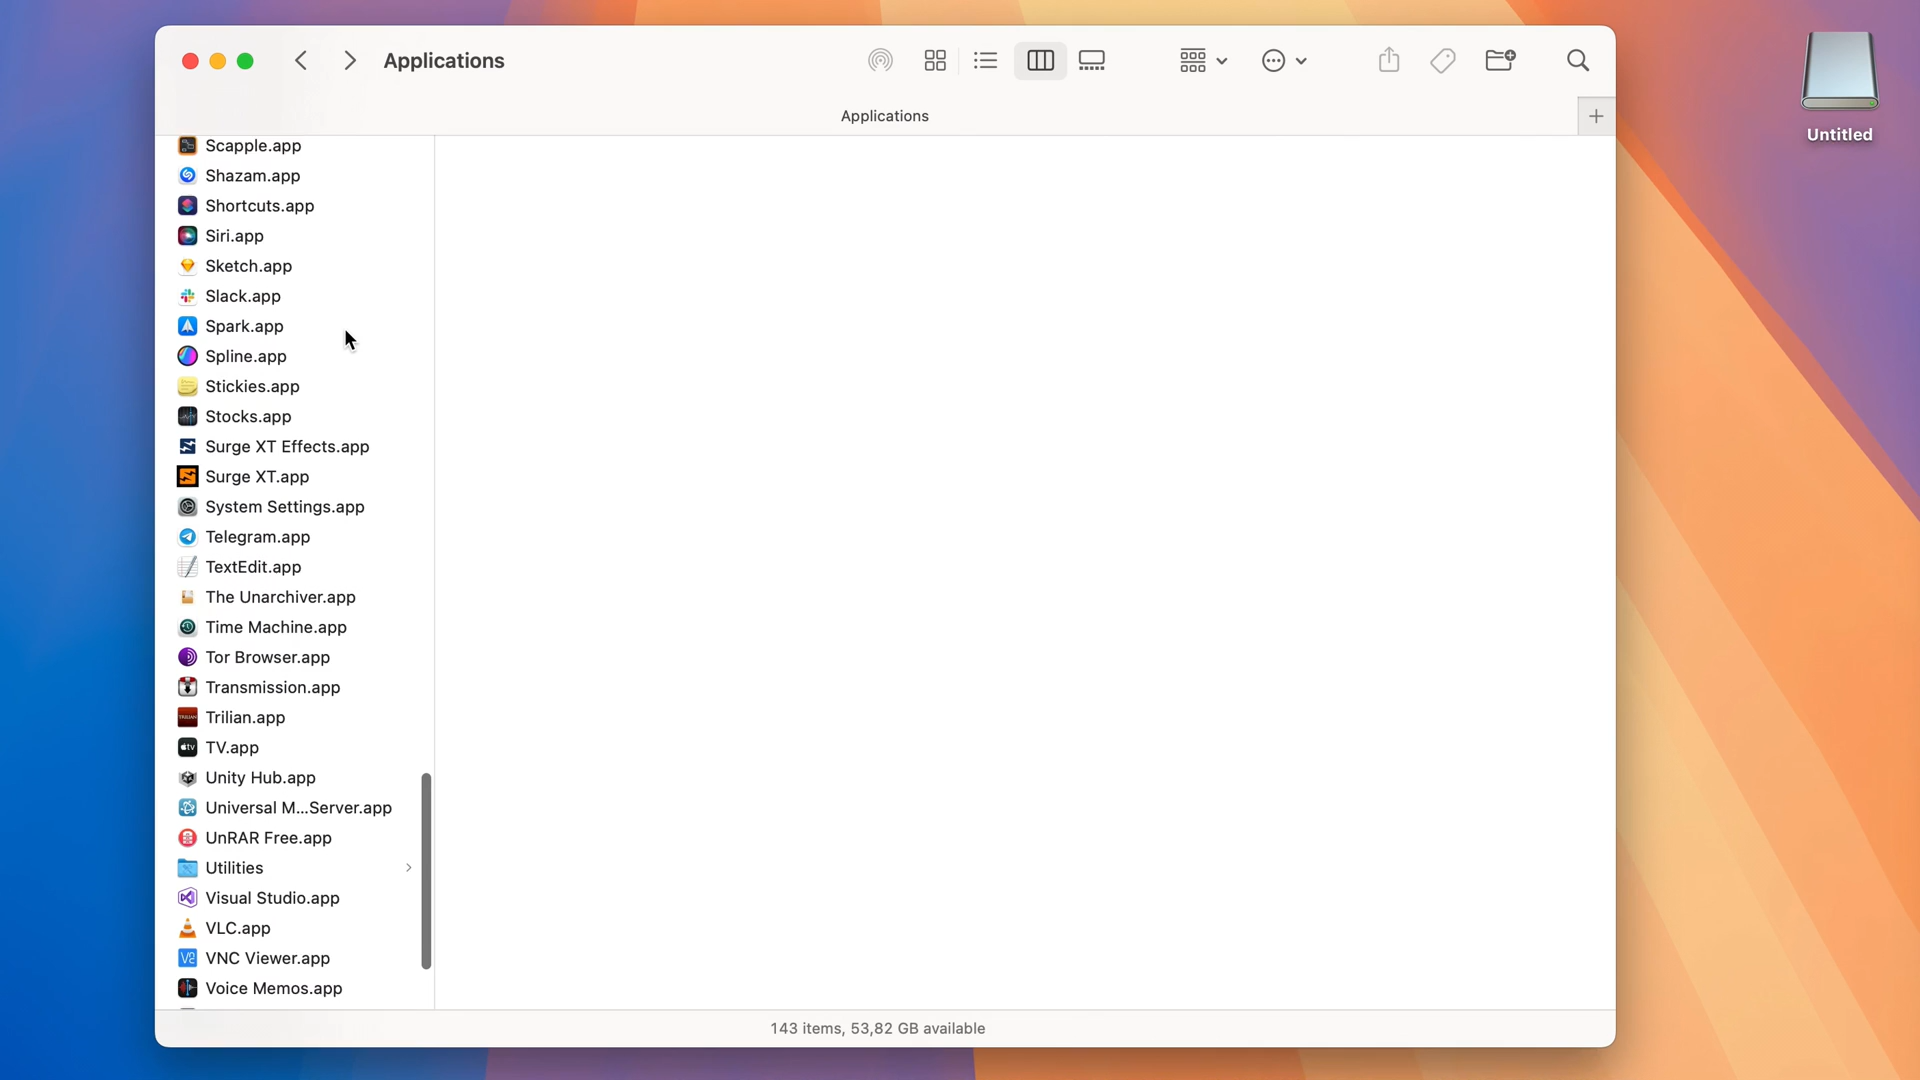 Applications
Applications
Scapple.app
Shazam.app
Shortcuts.app
Siri.app
Sketch.app
Slack.app
Spark.app
Spline.app
Stickies.app
Stocks.app
Surge XT Effects.app
Surge XT.app
System Settings.app
Telegram.app
TextEdit.app
The Unarchiver.app
Time Machine.app
Tor Browser.app
Transmission.app
Trilian.app
TV.app
Unity Hub.app
Universal M...Server.app
UnRAR Free.app
Utilities
Visual Studio.app
VLC.app
VNC Viewer.app
Voice Memos.app
143 items, 53,82 GB available
Untitled